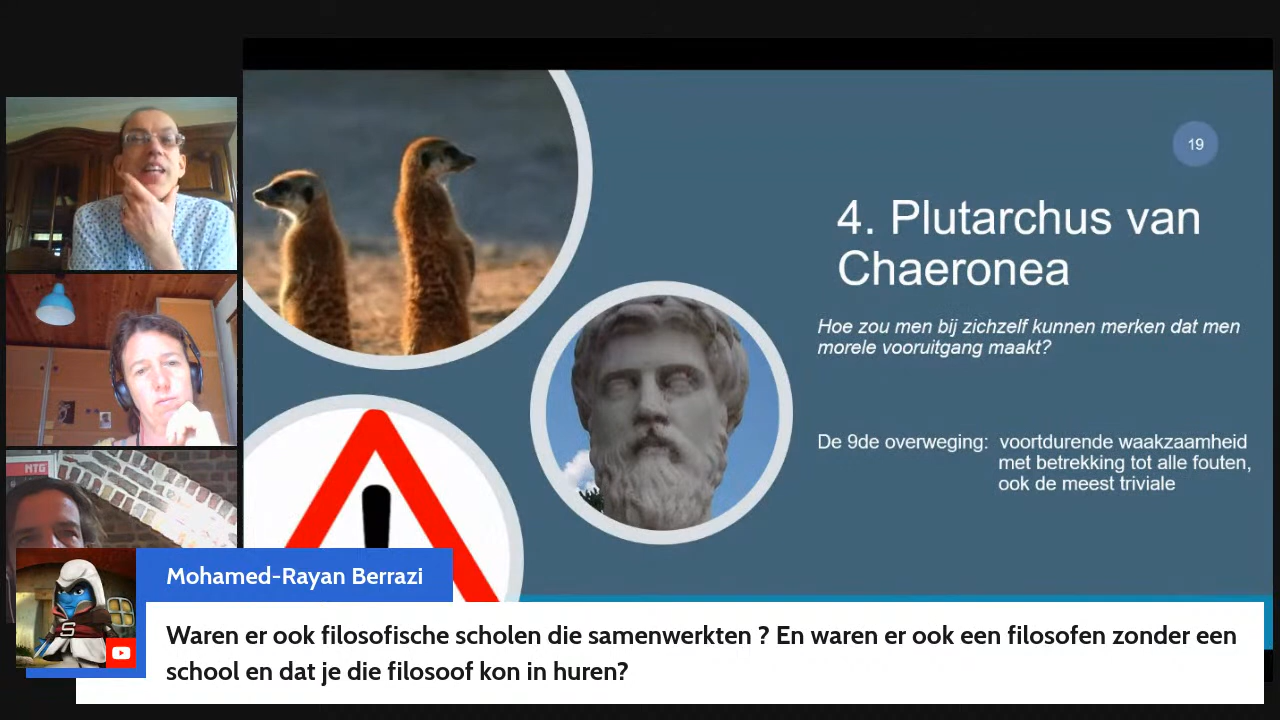 19
4. Plutarchus van
Chaeronea
Hoe zou men bij zichzelf kunnen merken dat men
morele vooruitgang maakt?
De 9de overweging: voortdurende waakzaamheid
met betrekking tot alle fouten,
ook de meest triviale
NTG
Mohamed-Rayan Berrazi
Waren er ook filosofische scholen die samenwerkten ? En waren er ook een filosofen zonder een
school en dat je die filosoof kon in huren?
S